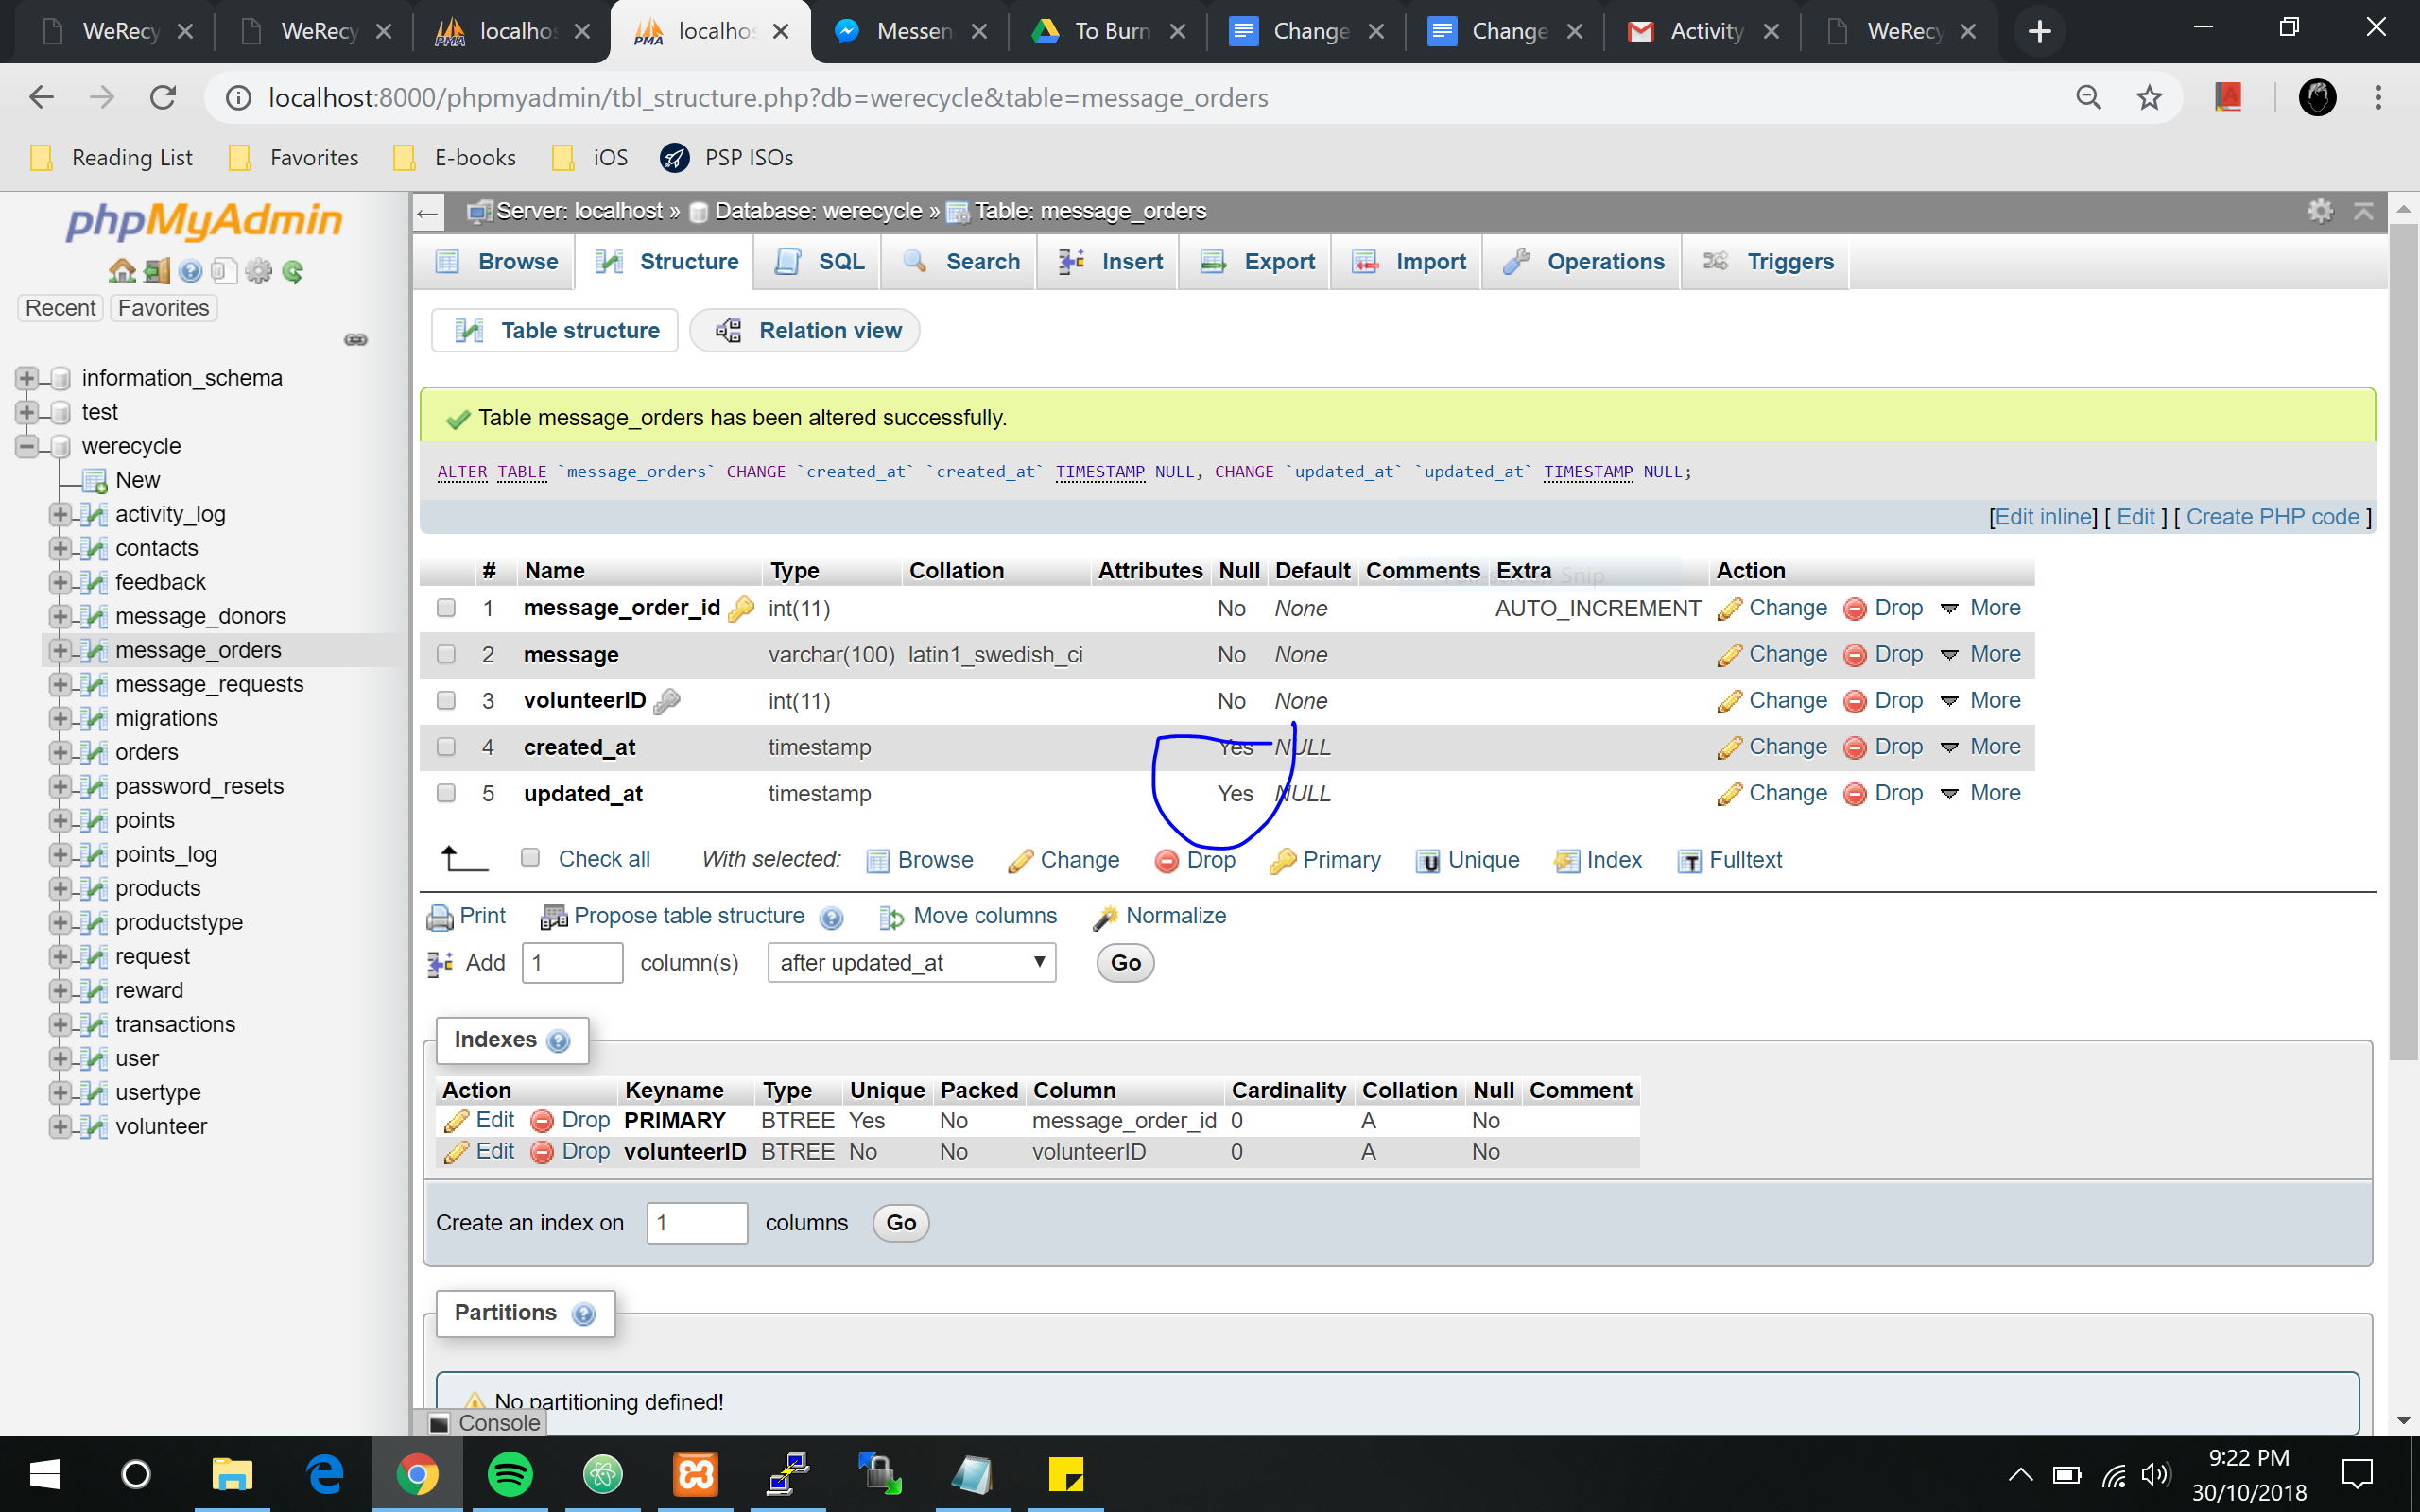 WeRecy
WeRecy
localhos
localhos
Messen
To Burn
Change
Change
Activity
WeRecy
localhost:8000/phpmyadmin/tbl_structure.php?db=werecycle&table=message_orders
Reading List Favorites E-books iOS PSP ISOs
phpMyAdmin
Recent Favorites
information_schema
test
werecycle
New
activity_log
contacts
feedback
message_donors
message_orders
message_requests
migrations
orders
password_resets
points
points_log
products
productstype
request
reward
transactions
user
usertype
volunteer
Server: localhost » Database: werecycle » Table: message_orders
Browse Structure SQL Search Insert Export Import Operations Triggers
Table structure Relation view
Table message_orders has been altered successfully.
ALTER TABLE `message_orders` CHANGE `created_at` `created_at` TIMESTAMP NULL, CHANGE `updated_at` `updated_at` TIMESTAMP NULL;
[Edit inline] [ Edit ] [ Create PHP code ]
# Name Type Collation Attributes Null Default Comments Extra Action
1 message_order_id int(11) No None AUTO_INCREMENT Change Drop More
2 message varchar(100) latin1_swedish_ci No None Change Drop More
3 volunteerID int(11) No None Change Drop More
4 created_at timestamp Yes NULL Change Drop More
5 updated_at timestamp Yes NULL Change Drop More
Check all With selected: Browse Change Drop Primary Unique Index Fulltext
Print Propose table structure Move columns Normalize
Add 1 column(s) after updated_at Go
Indexes
Action Keyname Type Unique Packed Column Cardinality Collation Null Comment
Edit Drop PRIMARY BTREE Yes No message_order_id 0 A No
Edit Drop volunteerID BTREE No No volunteerID 0 A No
Create an index on 1 columns Go
Partitions
No partitioning defined!
Console
9:22 PM
30/10/2018